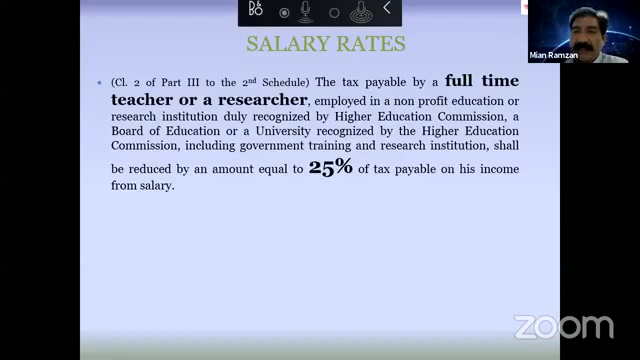 D&
BO
SALARY RATES
Mian Ramzan
• (Cl. 2 of Part III to the 2nd Schedule) The tax payable by a full time
teacher or a researcher, employed in a non profit education or
research institution duly recognized by Higher Education Commission, a
Board of Education or a University recognized by the Higher Education
Commission, including government training and research institution, shall
be reduced by an amount equal to 25% of tax payable on his income
from salary.
zoom